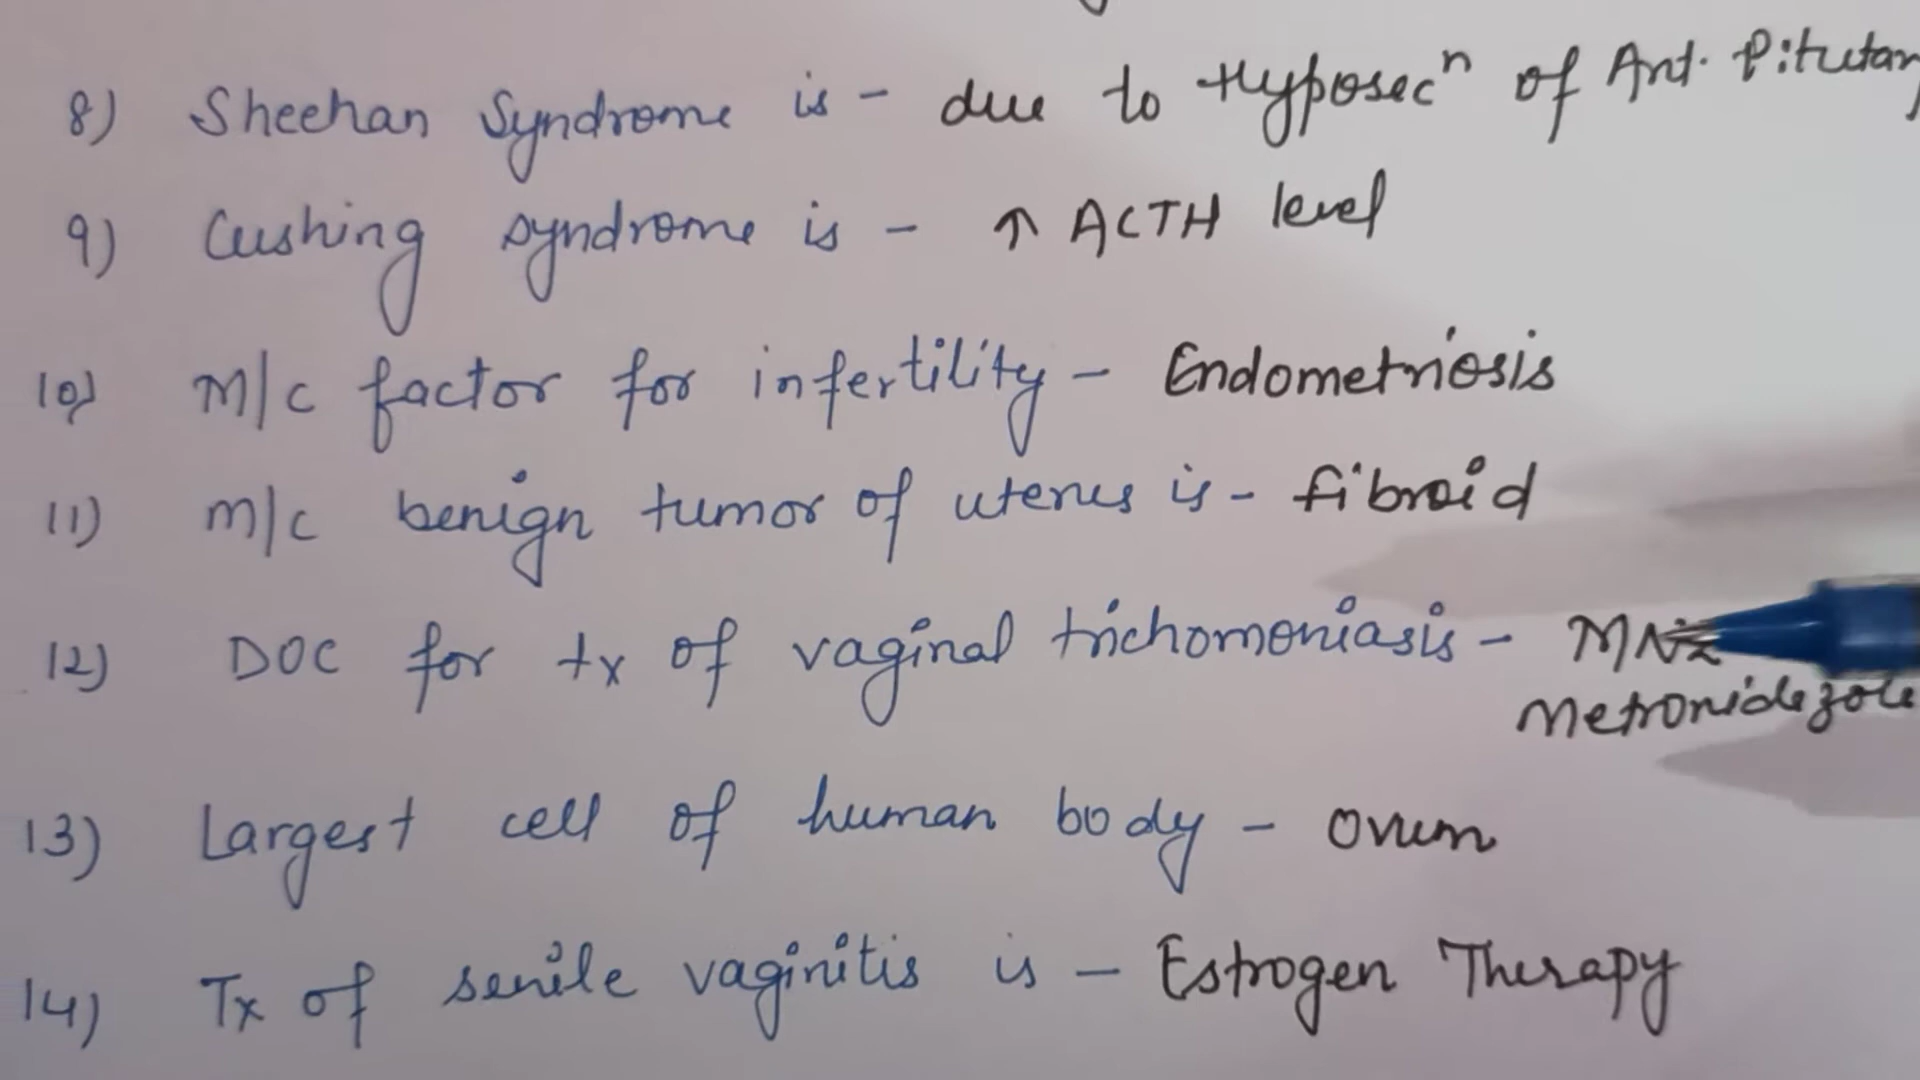 8) Sheehan Syndrome is - due to Hyposecⁿ of Ant. Pitutary
9) Cushing syndrome is - ↑ ACTH level
10) M/c factor for infertility - Endometriosis
11) m/c benign tumor of uterus is - fibroid
12) DOC for tx of vaginal trichomoniasis - MNZ
Metronidezole
13) Largest cell of human body - Ovum
14) Tx of senile vaginitis is - Estrogen Therapy